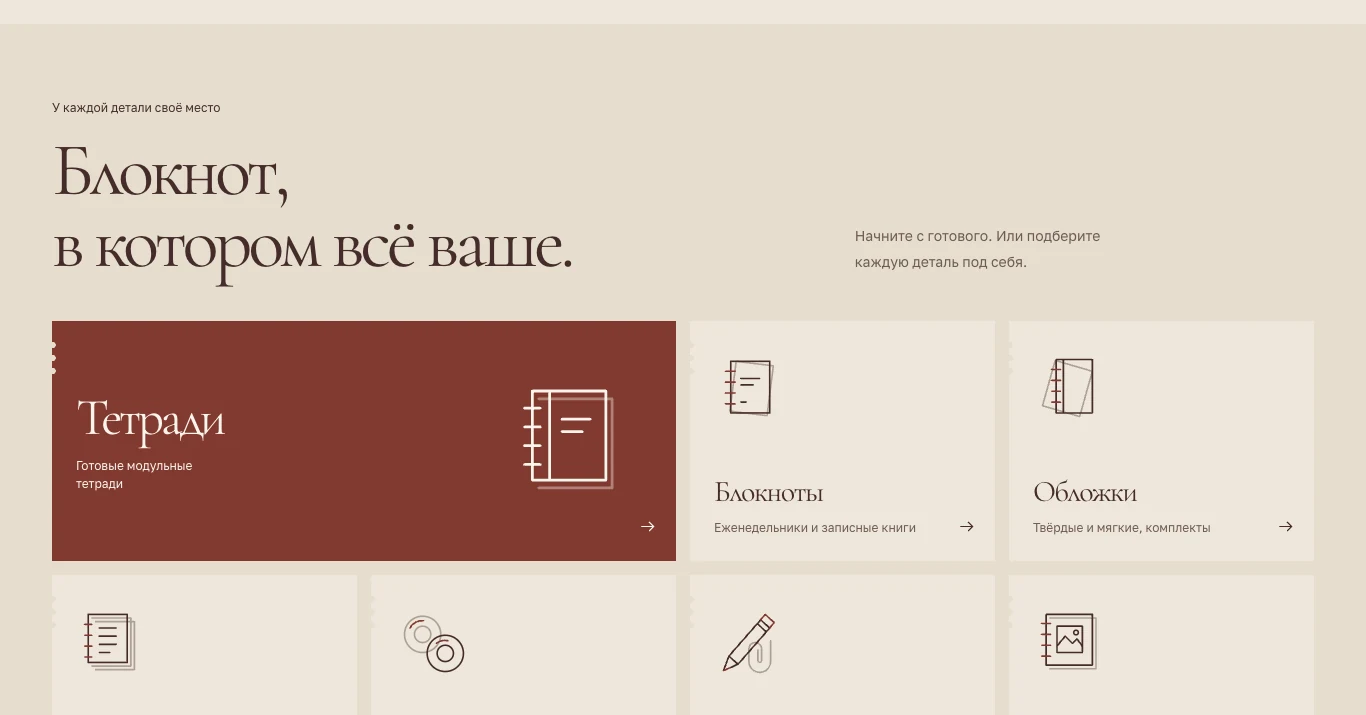 У каждой детали своё место
Блокнот,
в котором всё ваше.
Начните с готового. Или подберите
каждую деталь под себя.
Тетради
Готовые модульные
тетради
Блокноты
Еженедельники и записные книги
Обложки
Твёрдые и мягкие, комплекты